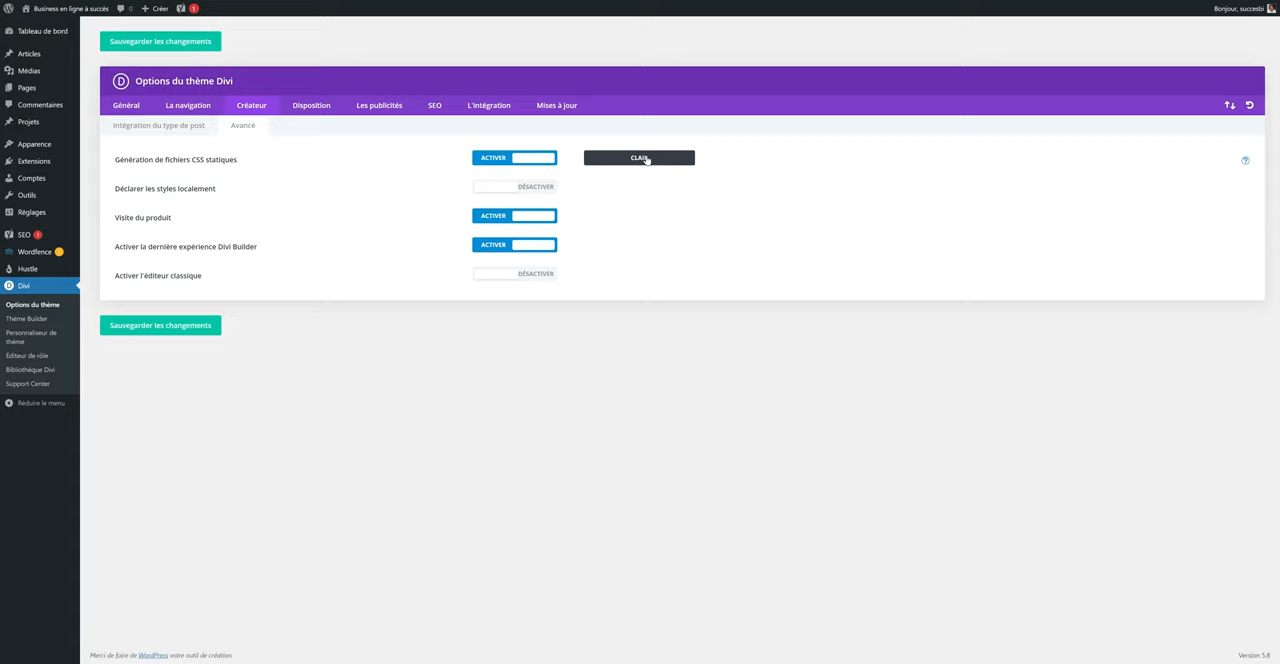 Business en ligne à succès
0
Créer
1
Bonjour, succesbi
Tableau de bord
Articles
Médias
Pages
Commentaires
Projets
Apparence
Extensions
Comptes
Outils
Réglages
SEO 1
Wordfence
Hustle
Divi
Options du thème
Thème Builder
Personnaliseur de
thème
Éditeur de rôle
Bibliothèque Divi
Support Center
Réduire le menu
Sauvegarder les changements
D Options du thème Divi
Général La navigation Créateur Disposition Les publicités SEO L'intégration Mises à jour
Intégration du type de post Avancé
Génération de fichiers CSS statiques ACTIVER CLAIR
Déclarer les styles localement DÉSACTIVER
Visite du produit ACTIVER
Activer la dernière expérience Divi Builder ACTIVER
Activer l'éditeur classique DÉSACTIVER
Sauvegarder les changements
Merci de faire de WordPress votre outil de création.
Version 5.8